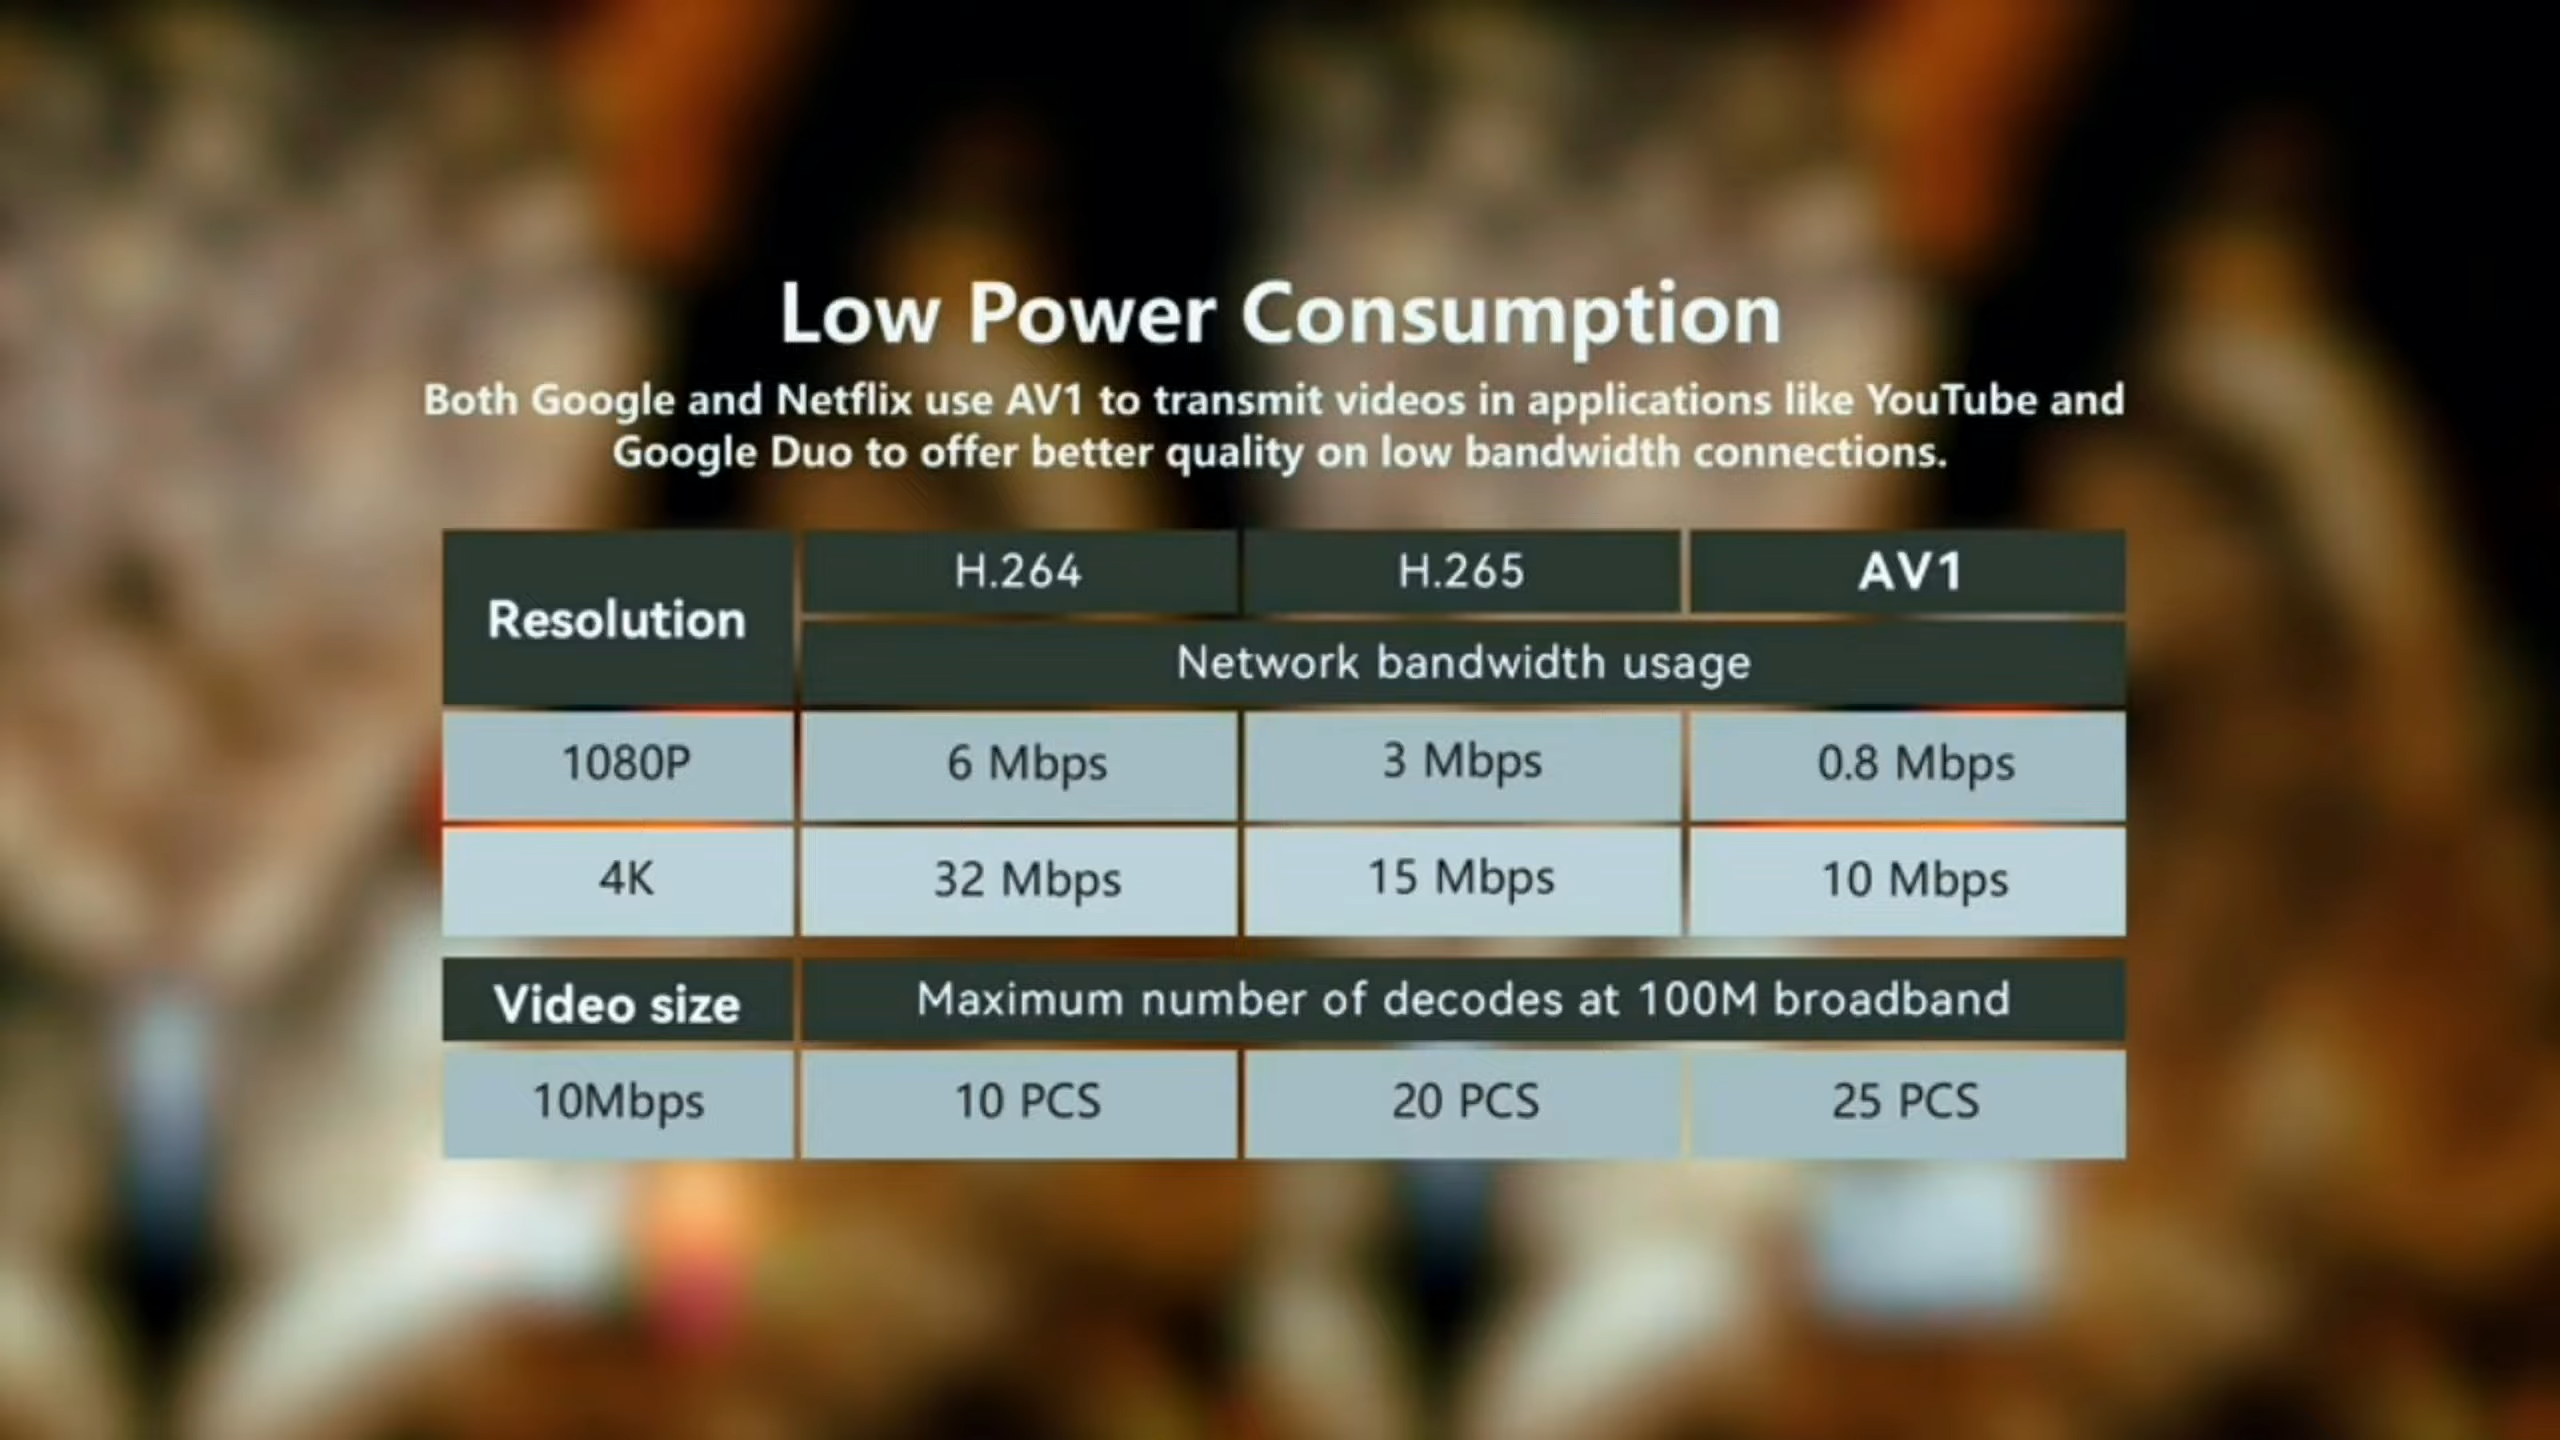 Low Power Consumption
Both Google and Netflix use AV1 to transmit videos in applications like YouTube and
Google Duo to offer better quality on low bandwidth connections.
Resolution
H.264 H.265 AV1
Network bandwidth usage
1080P 6 Mbps 3 Mbps 0.8 Mbps
4K 32 Mbps 15 Mbps 10 Mbps
Video size Maximum number of decodes at 100M broadband
10Mbps 10 PCS 20 PCS 25 PCS